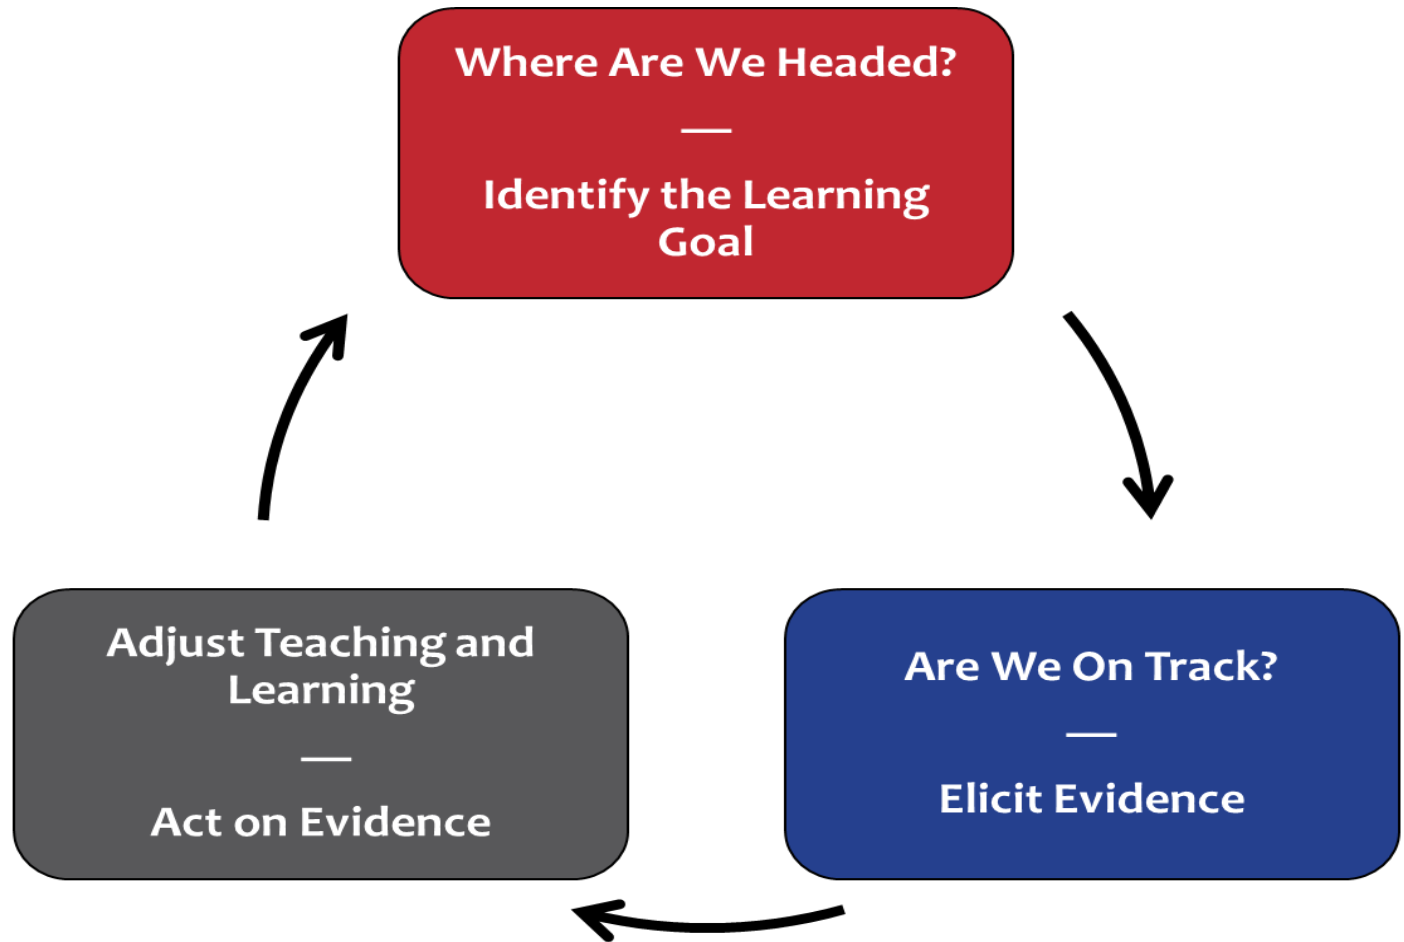 Where Are We Headed?
—
Identify the Learning
Goal
Adjust Teaching and
Learning
—
Act on Evidence
Are We On Track?
—
Elicit Evidence